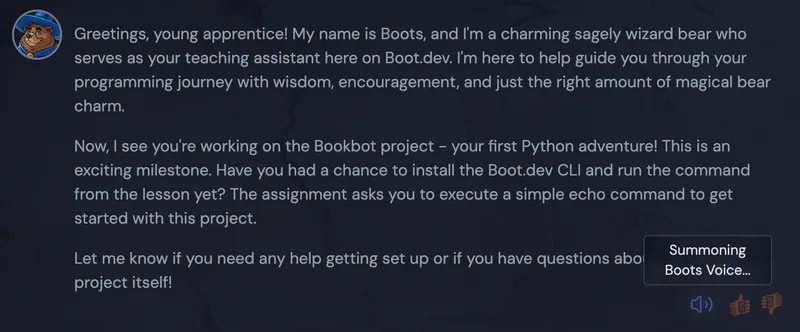 Greetings, young apprentice! My name is Boots, and I'm a charming sagely wizard bear who
serves as your teaching assistant here on Boot.dev. I'm here to help guide you through your
programming journey with wisdom, encouragement, and just the right amount of magical bear
charm.
Now, I see you're working on the Bookbot project - your first Python adventure! This is an
exciting milestone. Have you had a chance to install the Boot.dev CLI and run the command
from the lesson yet? The assignment asks you to execute a simple echo command to get
started with this project.
Let me know if you need any help getting set up or if you have questions
project itself!
Summoning
Boots Voice...